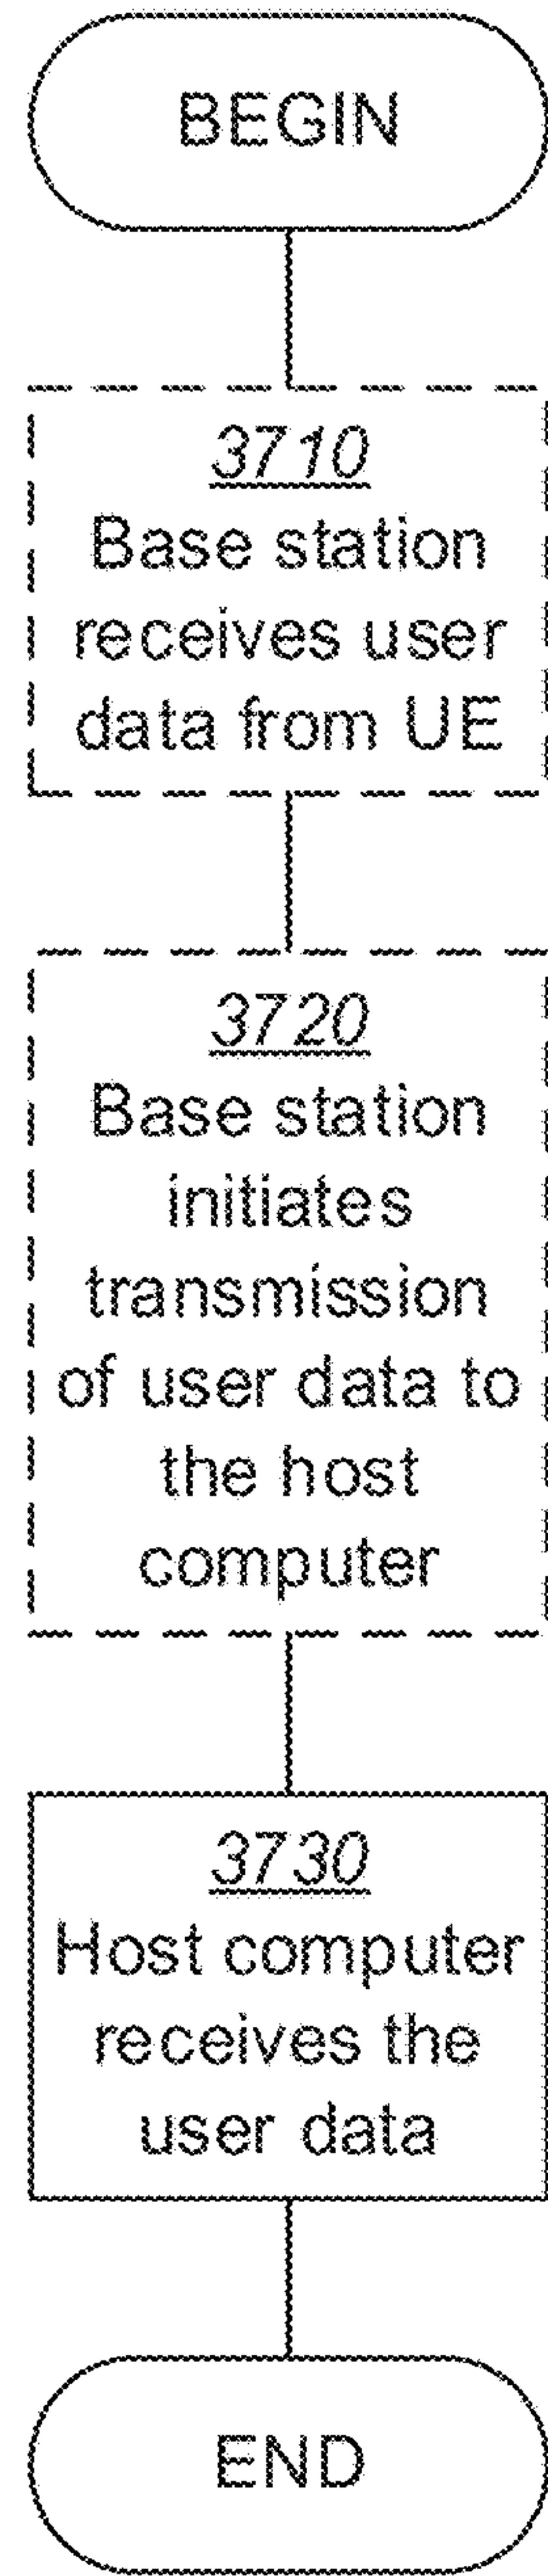 BEGIN
3710
Base station
receives user
data from UE
3720
Base station
initiates
transmission
of user data to
the host
computer
3730
Host computer
receives the
user data
END